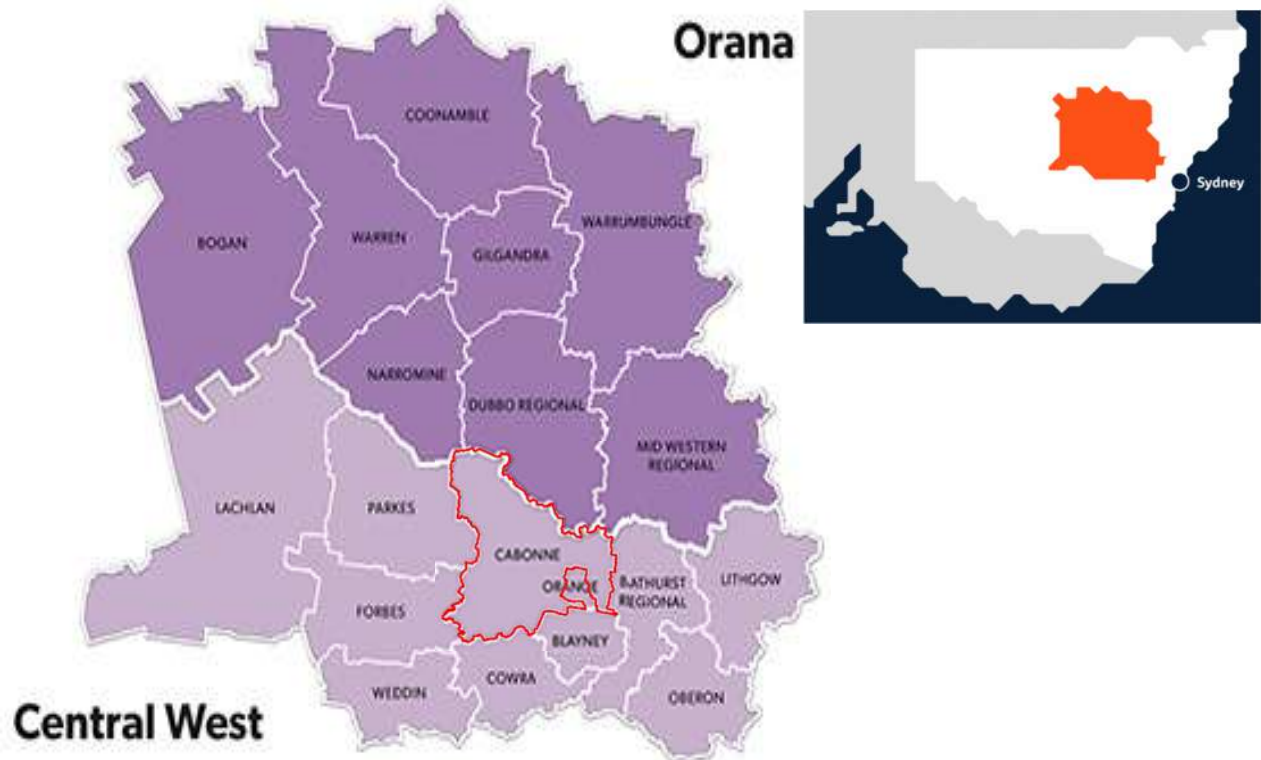 Orana
Sydney
COONAMBLE
BOGAN
WARREN
GILGANDRA
WARRUMBUNGLE
NARROMINE
DUBBO REGIONAL
MID WESTERN
REGIONAL
LACHLAN
PARKES
CABONNE
ORANGE
BATHURST
REGIONAL
LITHGOW
FORBES
BLAYNEY
WEDDIN
COWRA
OBERON
Central West